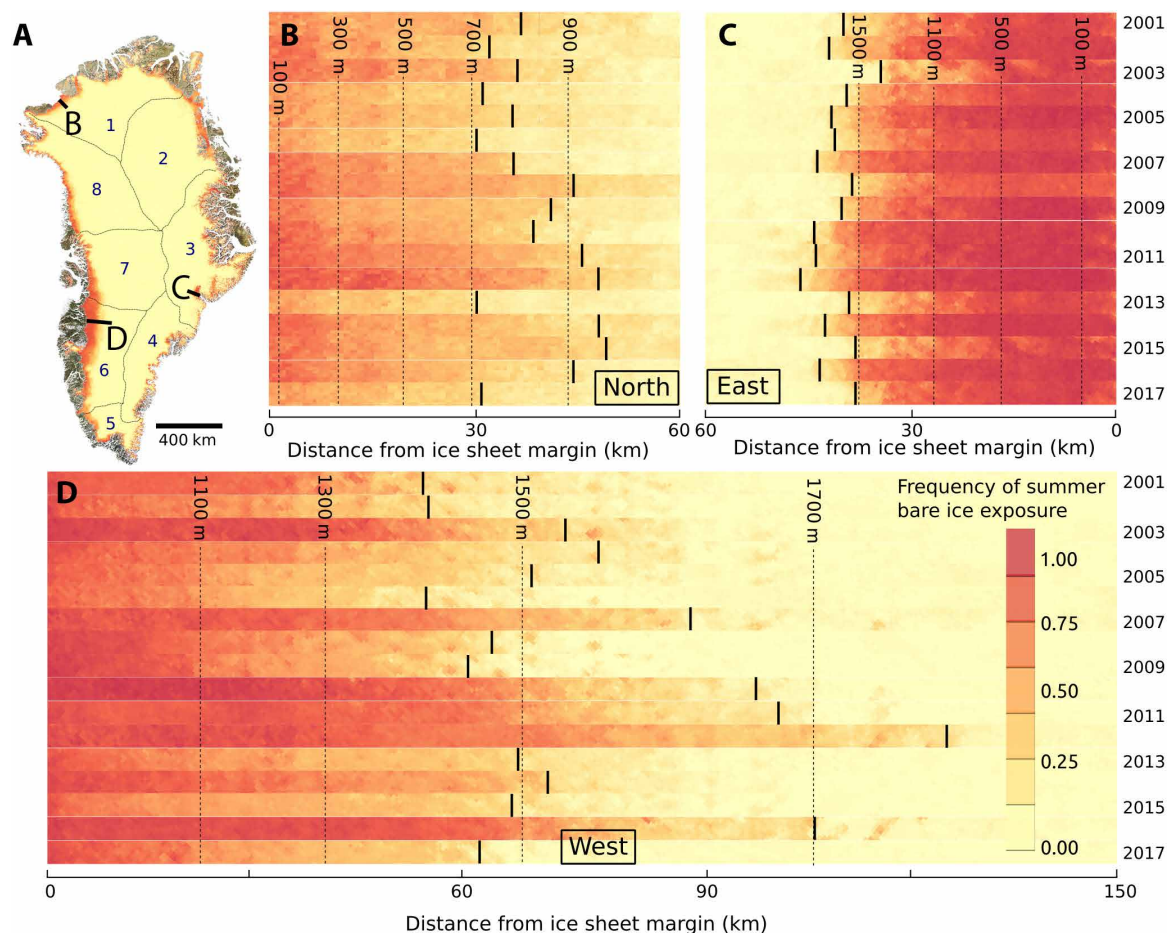 A
B
1
2
8
3
7
C
D
4
6
5
400 km
B
100 m
300 m
500 m
700 m
900 m
North
0
30
60
Distance from ice sheet margin (km)
C
1500 m
1100 m
500 m
100 m
East
60
30
0
Distance from ice sheet margin (km)
2001
2003
2005
2007
2009
2011
2013
2015
2017
D
1100 m
1300 m
1500 m
1700 m
West
Frequency of summer
bare ice exposure
1.00
0.75
0.50
0.25
0.00
2001
2003
2005
2007
2009
2011
2013
2015
2017
0
60
90
150
Distance from ice sheet margin (km)